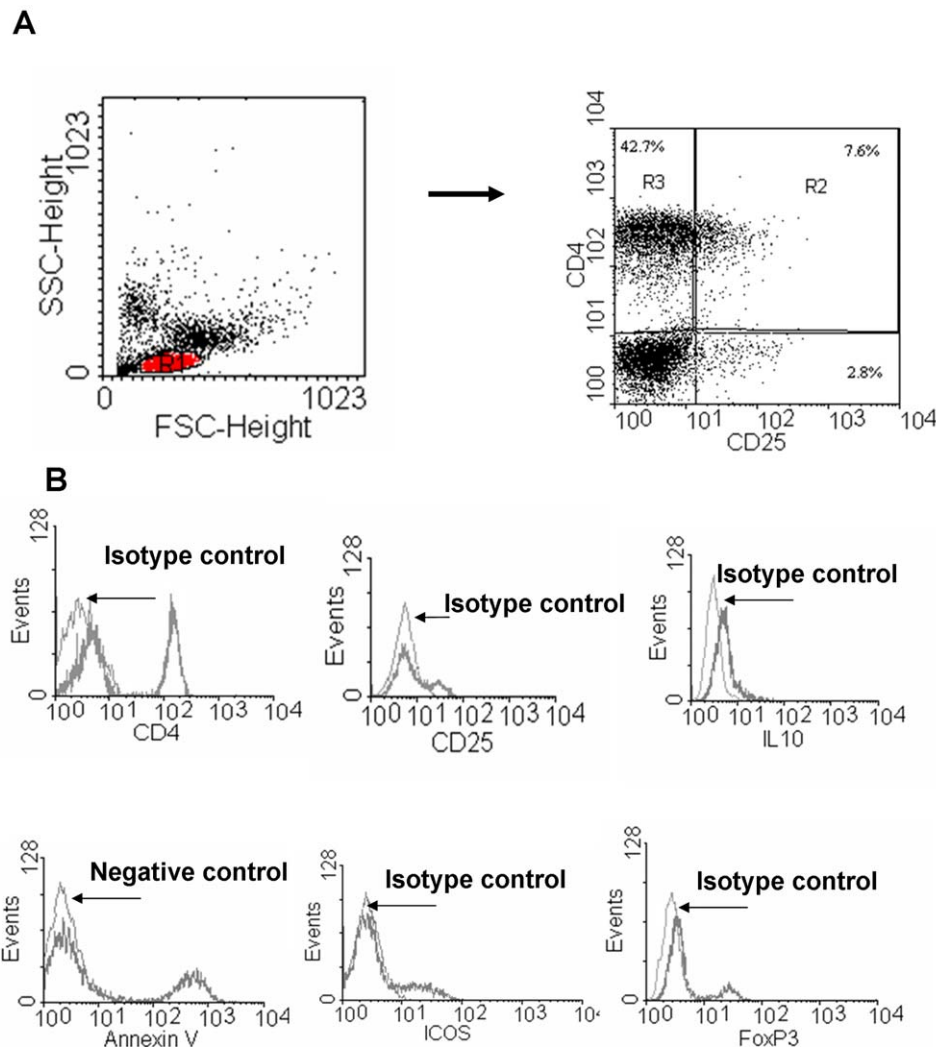 A
SSC-Height
1023
0
R1
0
1023
FSC-Height
104
103
102
101
100
CD4
42.7%
R3
7.6%
R2
2.8%
100
101
102
103
104
CD25
B
128
Events
0
Isotype control
100 101 102 103 104
CD4
128
Events
0
Isotype control
100 101 102 103 104
CD25
128
Events
0
Isotype control
100 101 102 103 104
IL10
128
Events
0
Negative control
100 101 102 103 104
Annexin V
128
Events
0
Isotype control
100 101 102 103 104
ICOS
128
Events
0
Isotype control
100 101 102 103 104
FoxP3